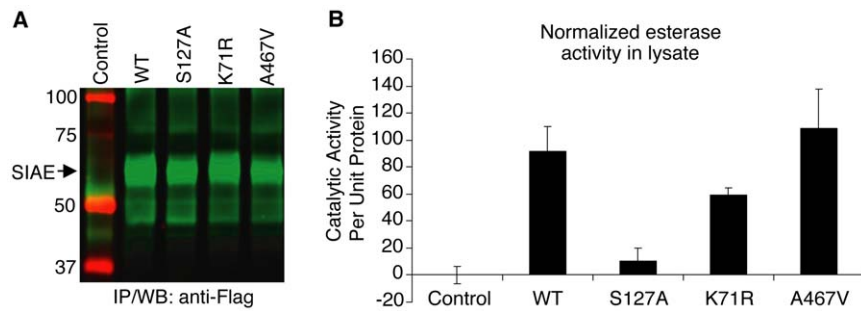 A
Control
WT
S127A
K71R
A467V
100
75
SIAE
50
37
IP/WB: anti-Flag
B
Normalized esterase
activity in lysate
Catalytic Activity
Per Unit Protein
160
140
120
100
80
60
40
20
0
-20
Control
WT
S127A
K71R
A467V